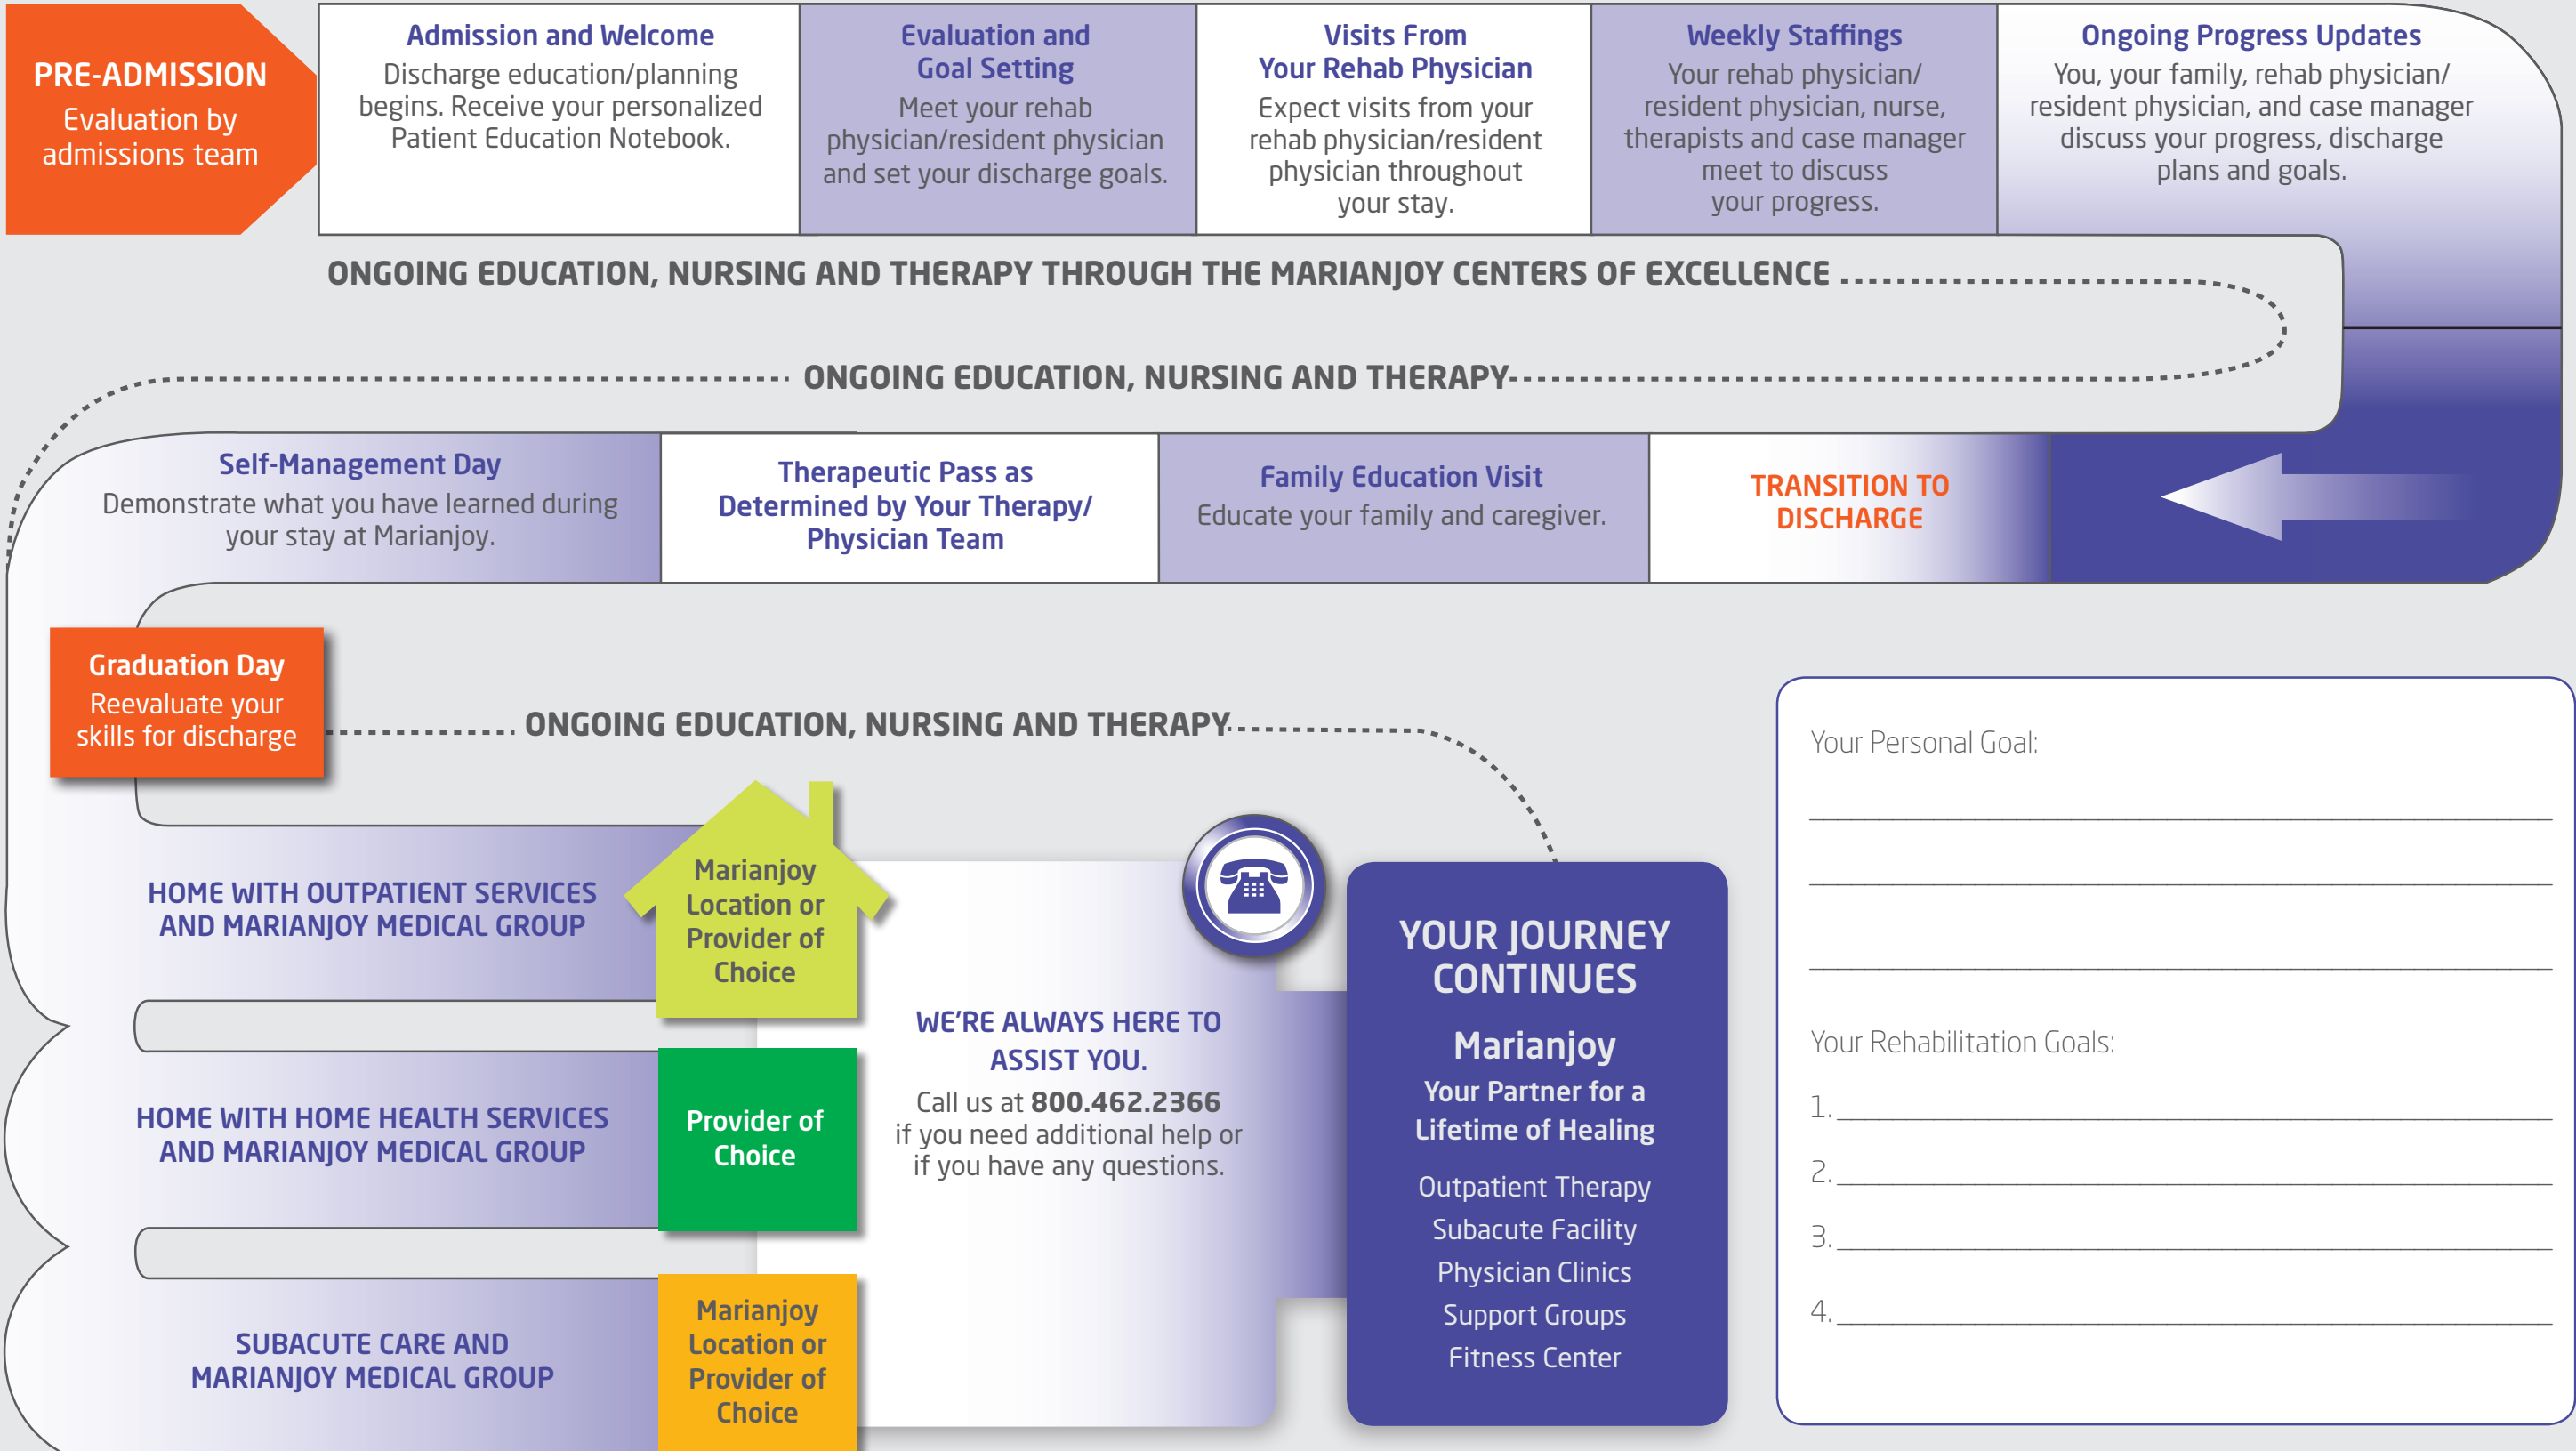 PRE-ADMISSION
Evaluation by
admissions team
Admission and Welcome
Discharge education/planning
begins. Receive your personalized
Patient Education Notebook.
Evaluation and
Goal Setting
Meet your rehab
physician/resident physician
and set your discharge goals.
Visits From
Your Rehab Physician
Expect visits from your
rehab physician/resident
physician throughout
your stay.
Weekly Staffings
Your rehab physician/
resident physician, nurse,
therapists and case manager
meet to discuss
your progress.
Ongoing Progress Updates
You, your family, rehab physician/
resident physician, and case manager
discuss your progress, discharge
plans and goals.
ONGOING EDUCATION, NURSING AND THERAPY THROUGH THE MARIANJOY CENTERS OF EXCELLENCE
ONGOING EDUCATION, NURSING AND THERAPY
TRANSITION TO
DISCHARGE
Family Education Visit
Educate your family and caregiver.
Therapeutic Pass as
Determined by Your Therapy/
Physician Team
Self-Management Day
Demonstrate what you have learned during
your stay at Marianjoy.
Graduation Day
Reevaluate your
skills for discharge
ONGOING EDUCATION, NURSING AND THERAPY
HOME WITH OUTPATIENT SERVICES
AND MARIANJOY MEDICAL GROUP
Marianjoy
Location or
Provider of
Choice
HOME WITH HOME HEALTH SERVICES
AND MARIANJOY MEDICAL GROUP
Provider of
Choice
SUBACUTE CARE AND
MARIANJOY MEDICAL GROUP
Marianjoy
Location or
Provider of
Choice
WE'RE ALWAYS HERE TO
ASSIST YOU.
Call us at 800.462.2366
if you need additional help or
if you have any questions.
YOUR JOURNEY
CONTINUES
Marianjoy
Your Partner for a
Lifetime of Healing
Outpatient Therapy
Subacute Facility
Physician Clinics
Support Groups
Fitness Center
Your Personal Goal:
Your Rehabilitation Goals:
1.
2.
3.
4.